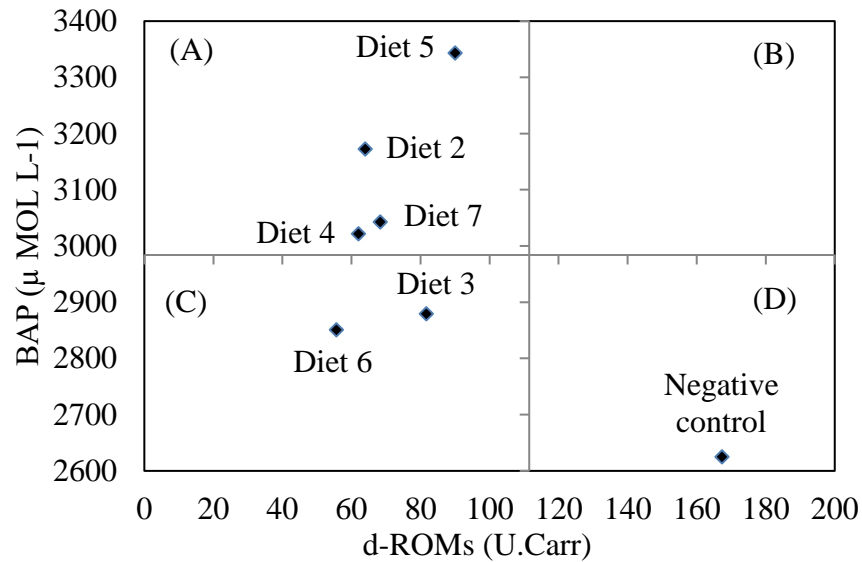 3400
3300
3200
3100
3000
2900
2800
2700
2600
BAP (µ MOL L-1)
(A)
Diet 5
(B)
Diet 2
Diet 7
Diet 4
(C)
Diet 3
(D)
Diet 6
Negative
control
0 20 40 60 80 100 120 140 160 180 200
d-ROMs (U.Carr)